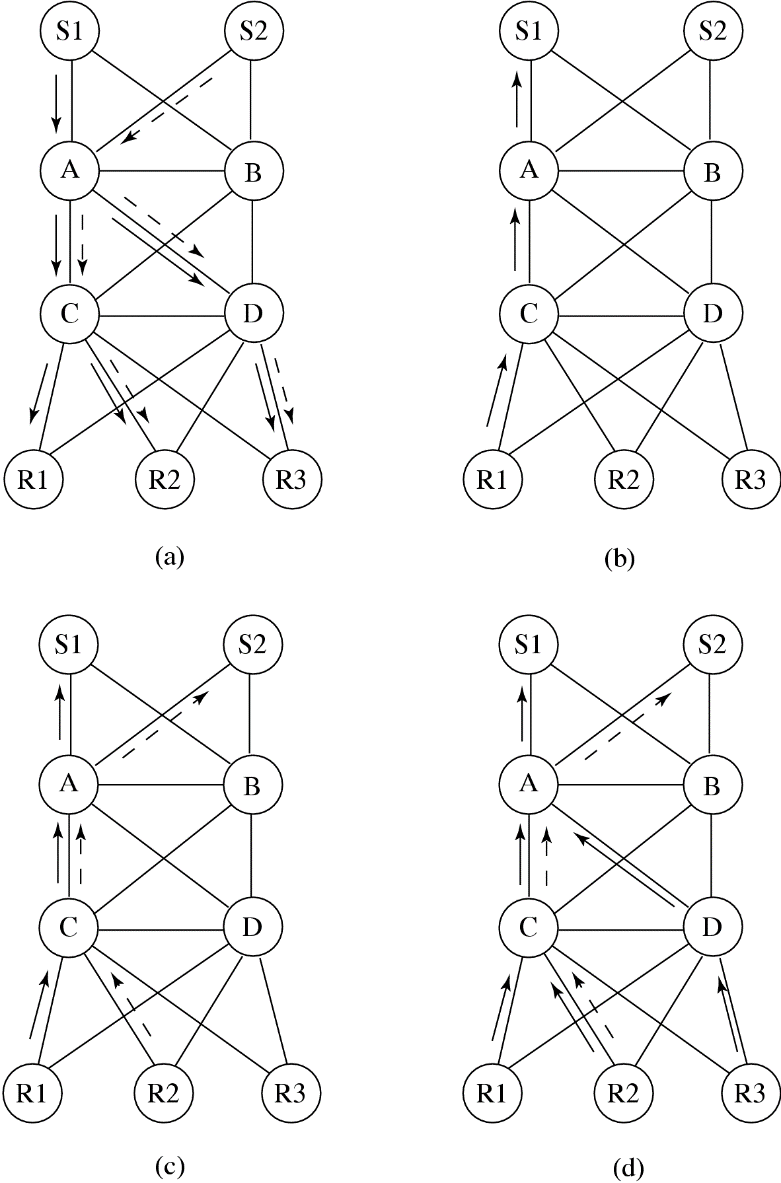 S1 S2 S1 S2
A B A B
C D C D
R1 R2 R3 R1 R2 R3
(a) (b)
S1 S2 S1 S2
A B A B
C D C D
R1 R2 R3 R1 R2 R3
(c) (d)